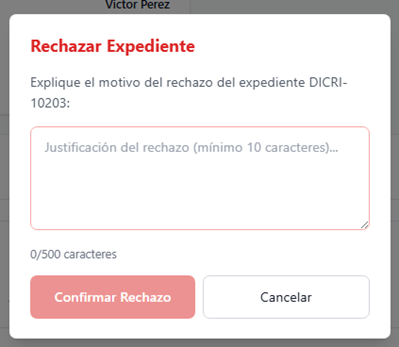 Victor Perez
Rechazar Expediente
Explique el motivo del rechazo del expediente DICRI-
10203:
Justificación del rechazo (mínimo 10 caracteres)...
0/500 caracteres
Confirmar Rechazo
Cancelar